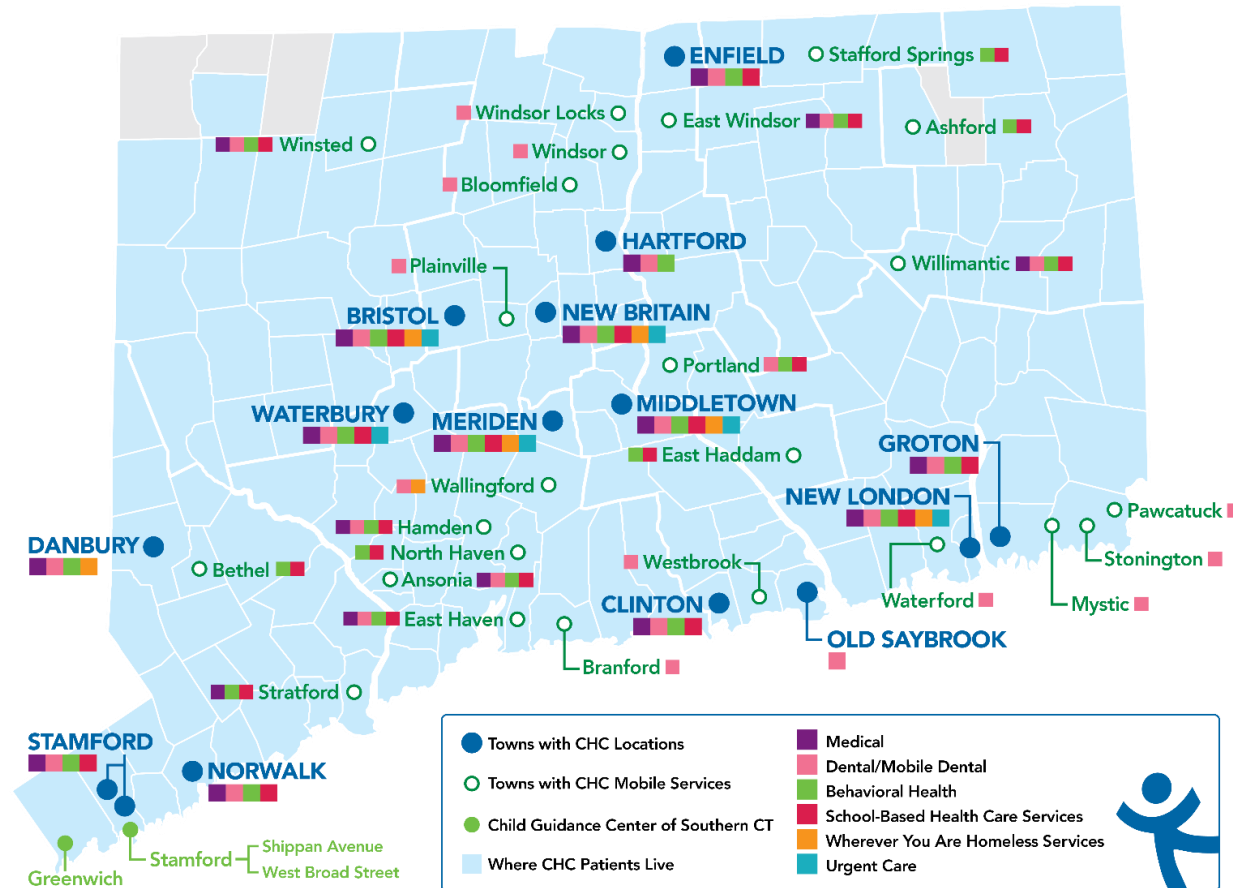 ENFIELD
Stafford Springs
Windsor Locks
East Windsor
Ashford
Winsted
Windsor
Bloomfield
HARTFORD
Willimantic
Plainville
BRISTOL
NEW BRITAIN
Portland
WATERBURY
MERIDEN
MIDDLETOWN
GROTON
East Haddam
Wallingford
NEW LONDON
Pawcatuck
Hamden
DANBURY
North Haven
Bethel
Ansonia
Westbrook
Stonington
Waterford
Mystic
CLINTON
East Haven
OLD SAYBROOK
Branford
Stratford
STAMFORD
NORWALK
Stamford
Shippan Avenue
West Broad Street
Greenwich
Towns with CHC Locations
Towns with CHC Mobile Services
Child Guidance Center of Southern CT
Where CHC Patients Live
Medical
Dental/Mobile Dental
Behavioral Health
School-Based Health Care Services
Wherever You Are Homeless Services
Urgent Care